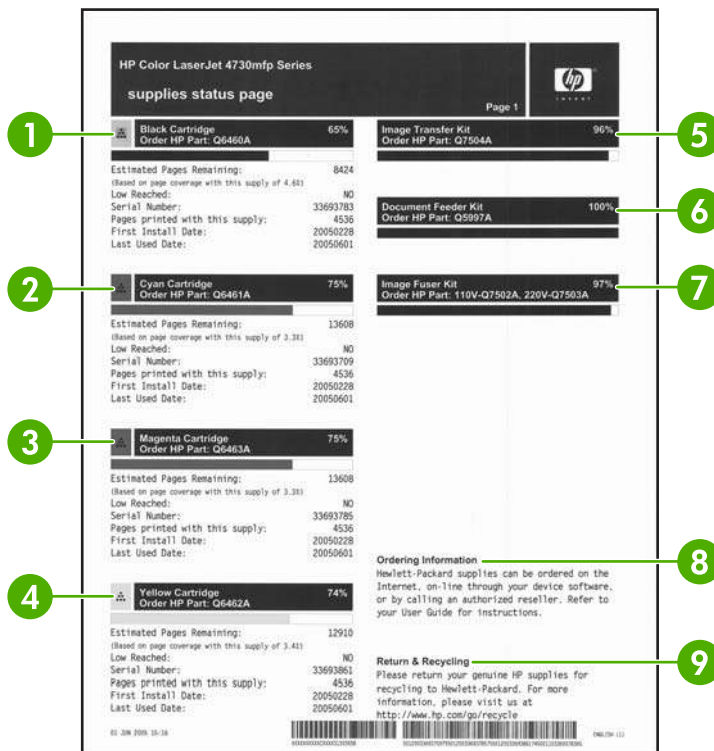 HP Color LaserJet 4730mfp Series
supplies status page
Page 1
hp
invent
1
Black Cartridge 65%
Order HP Part: Q6460A
Estimated Pages Remaining: 8424
(Based on page coverage with this supply of 4.6%)
Low Reached: NO
Serial Number: 33693783
Pages printed with this supply: 4536
First Install Date: 20050228
Last Used Date: 20050601
2
Cyan Cartridge 75%
Order HP Part: Q6461A
Estimated Pages Remaining: 13608
(Based on page coverage with this supply of 3.3%)
Low Reached: NO
Serial Number: 33693709
Pages printed with this supply: 4536
First Install Date: 20050228
Last Used Date: 20050601
3
Magenta Cartridge 75%
Order HP Part: Q6463A
Estimated Pages Remaining: 13608
(Based on page coverage with this supply of 3.3%)
Low Reached: NO
Serial Number: 33693785
Pages printed with this supply: 4536
First Install Date: 20050228
Last Used Date: 20050601
4
Yellow Cartridge 74%
Order HP Part: Q6462A
Estimated Pages Remaining: 12910
(Based on page coverage with this supply of 3.4%)
Low Reached: NO
Serial Number: 33693861
Pages printed with this supply: 4536
First Install Date: 20050228
Last Used Date: 20050601
Image Transfer Kit 96%
Order HP Part: Q7504A
5
Document Feeder Kit 100%
Order HP Part: Q5997A
6
Image Fuser Kit 97%
Order HP Part: 110V-Q7502A, 220V-Q7503A
7
Ordering Information
8
Hewlett-Packard supplies can be ordered on the
Internet, on-line through your device software,
or by calling an authorized reseller. Refer to
your User Guide for instructions.
Return & Recycling
9
Please return your genuine HP supplies for
recycling to Hewlett-Packard. For more
information, please visit us at
http://www.hp.com/go/recycle
01 JUN 2005
ENGLISH (1)